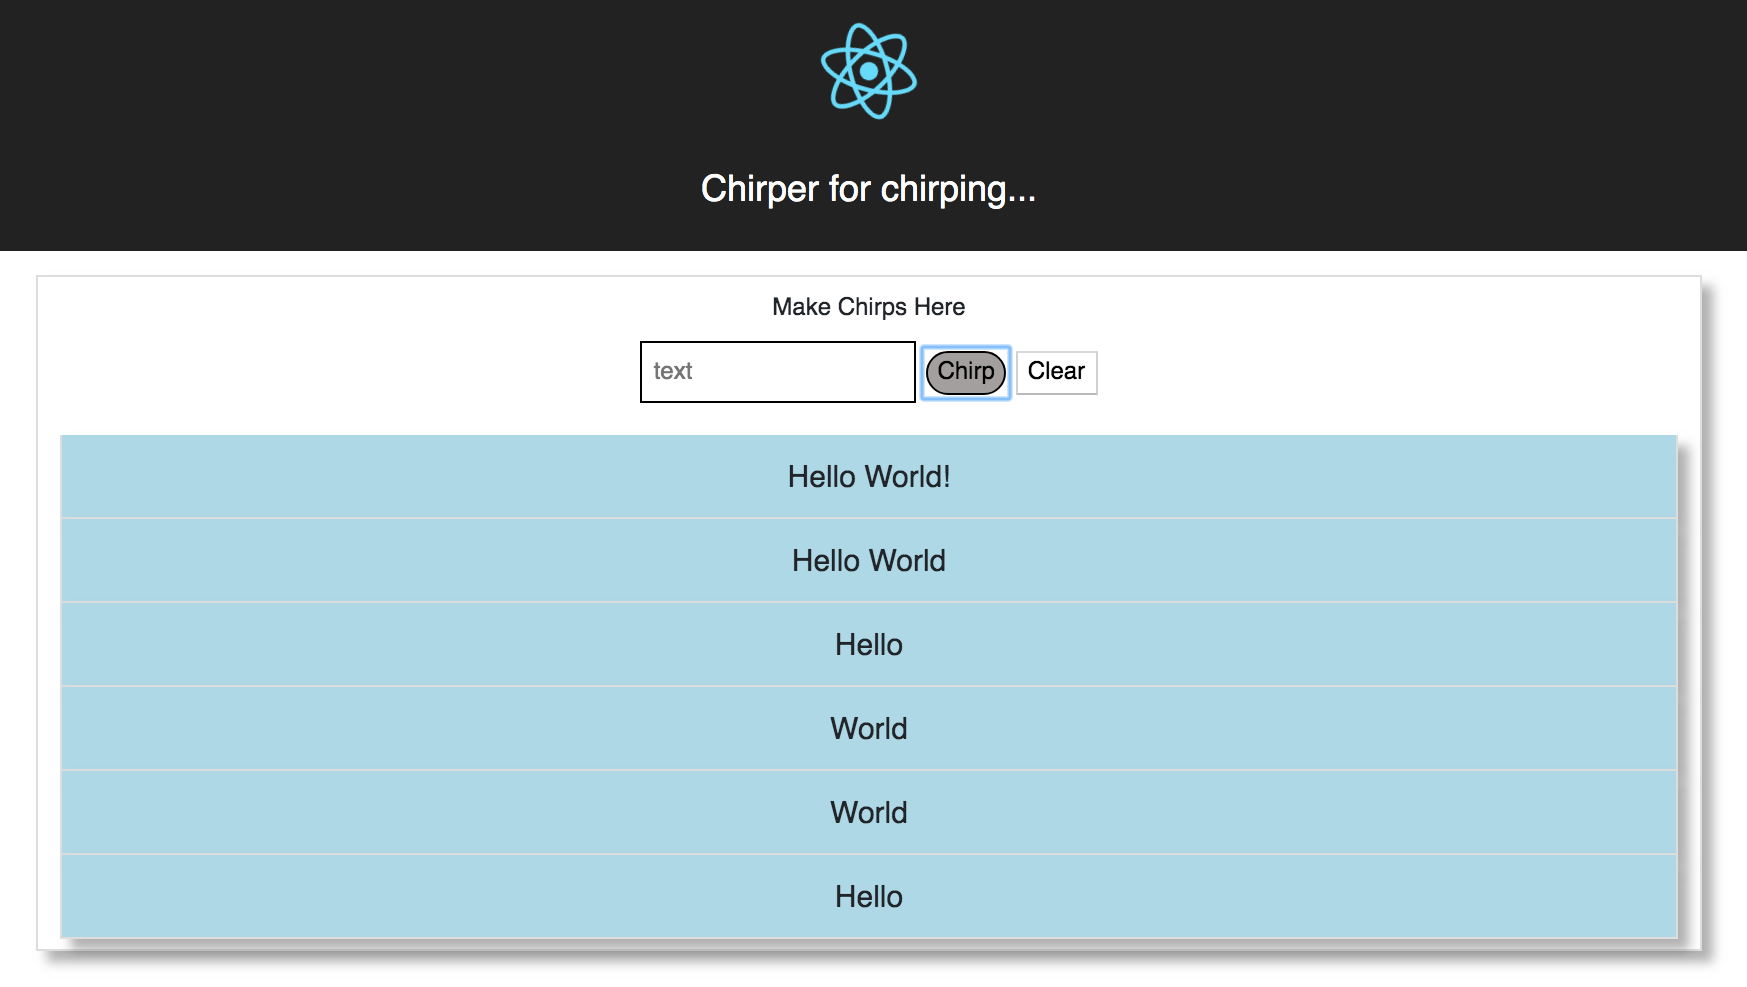 Chirper for chirping...
Make Chirps Here
text Chirp Clear
Hello World!
Hello World
Hello
World
World
Hello